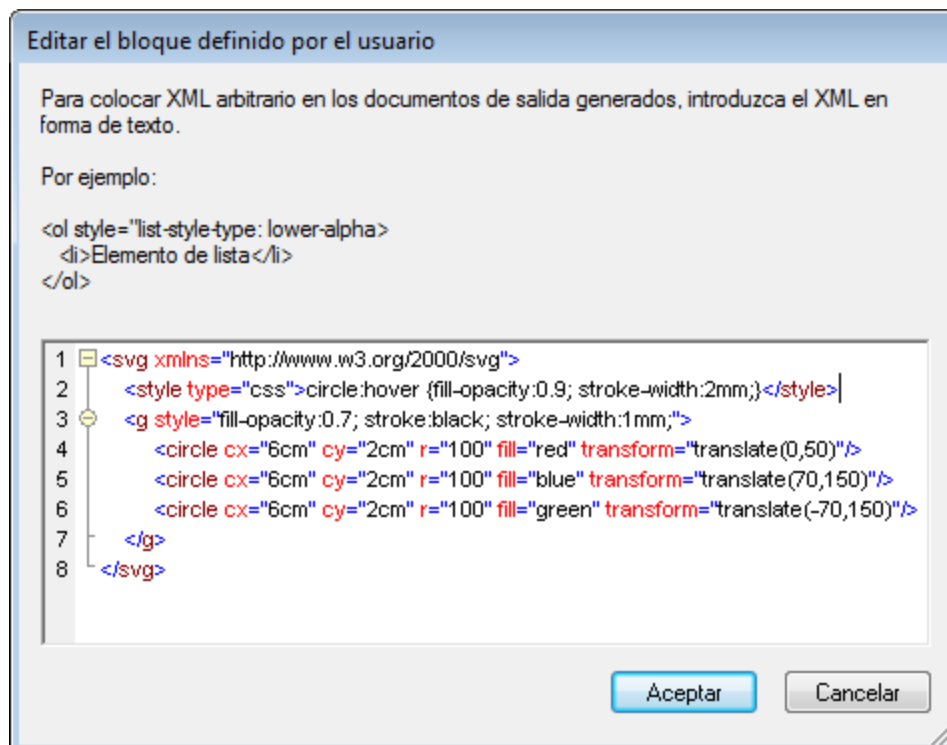 Editar el bloque definido por el usuario
Para colocar XML arbitrario en los documentos de salida generados, introduzca el XML en
forma de texto.
Por ejemplo:
<ol style="list-style-type: lower-alpha>
<li>Elemento de lista</li>
</ol>
1 <svg xmlns="http://www.w3.org/2000/svg">
2 <style type="css">circle:hover {fill-opacity:0.9; stroke-width:2mm;}</style>
3 <g style="fill-opacity:0.7; stroke:black; stroke-width:1mm;">
4 <circle cx="6cm" cy="2cm" r="100" fill="red" transform="translate(0,50)"/>
5 <circle cx="6cm" cy="2cm" r="100" fill="blue" transform="translate(70,150)"/>
6 <circle cx="6cm" cy="2cm" r="100" fill="green" transform="translate(-70,150)"/>
7 </g>
8 </svg>
Aceptar Cancelar